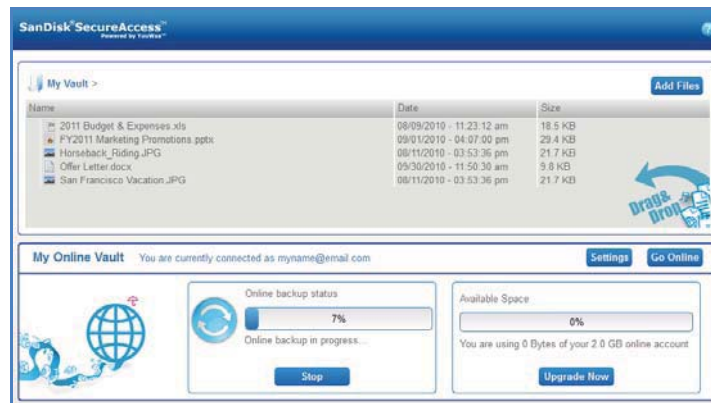 SanDisk® SecureAccess™
Powered by YuuWaa™
?
My Vault >
Add Files
Name Date Size
2011 Budget & Expenses.xls 08/09/2010 - 11:23:12 am 18.5 KB
FY2011 Marketing Promotions.pptx 09/01/2010 - 04:07:00 pm 29.4 KB
Horseback_Riding.JPG 08/11/2010 - 03:53:36 pm 21.7 KB
Offer Letter.docx 09/30/2010 - 11:50:30 am 9.8 KB
San Francisco Vacation.JPG 08/11/2010 - 03:53:36 pm 21.7 KB
Drag&
Drop
My Online Vault You are currently connected as myname@email.com Settings Go Online
Online backup status
7%
Online backup in progress...
Stop
Available Space
0%
You are using 0 Bytes of your 2.0 GB online account
Upgrade Now